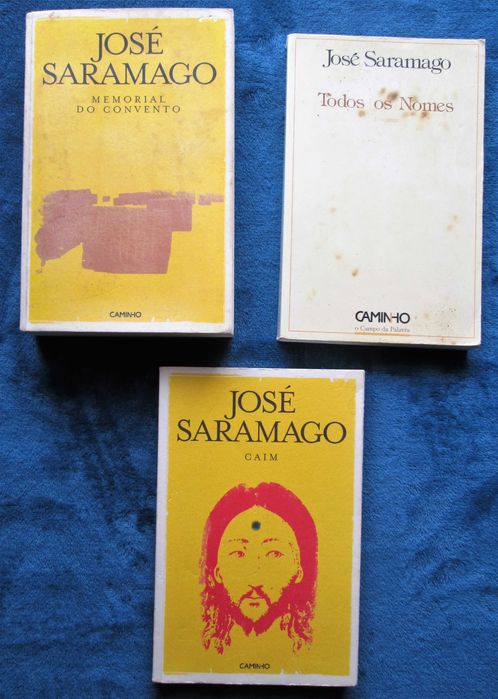 JOSÉ
SARAMAGO
MEMORIAL
DO CONVENTO
CAMINHO
José Saramago
Todos os Nomes
CAMINHO
o Campo da Palavra
JOSÉ
SARAMAGO
CAIM
CAMINHO